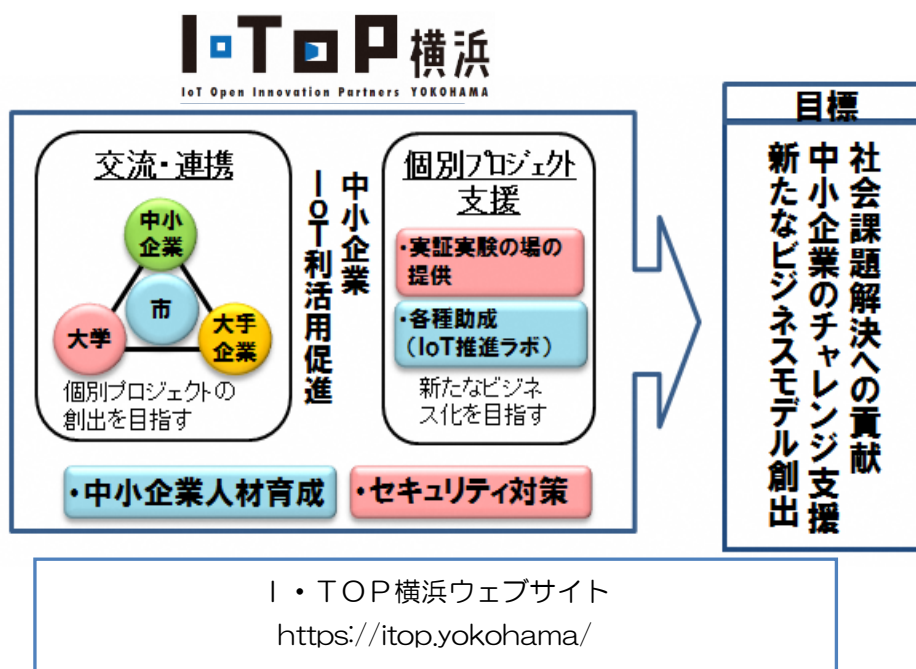 I・TOP横浜
IoT Open Innovation Partners YOKOHAMA
交流・連携
中小
企業
市
大学
大手
企業
個別プロジェクトの
創出を目指す
中小企業
IOT利活用促進
個別プロジェクト
支援
・実証実験の場の
提供
・各種助成
（IoT推進ラボ）
新たなビジネ
ス化を目指す
・中小企業人材育成
・セキュリティ対策
目標
社会課題解決への貢献
中小企業のチャレンジ支援
新たなビジネスモデル創出
I・TOP横浜ウェブサイト
https://itop.yokohama/